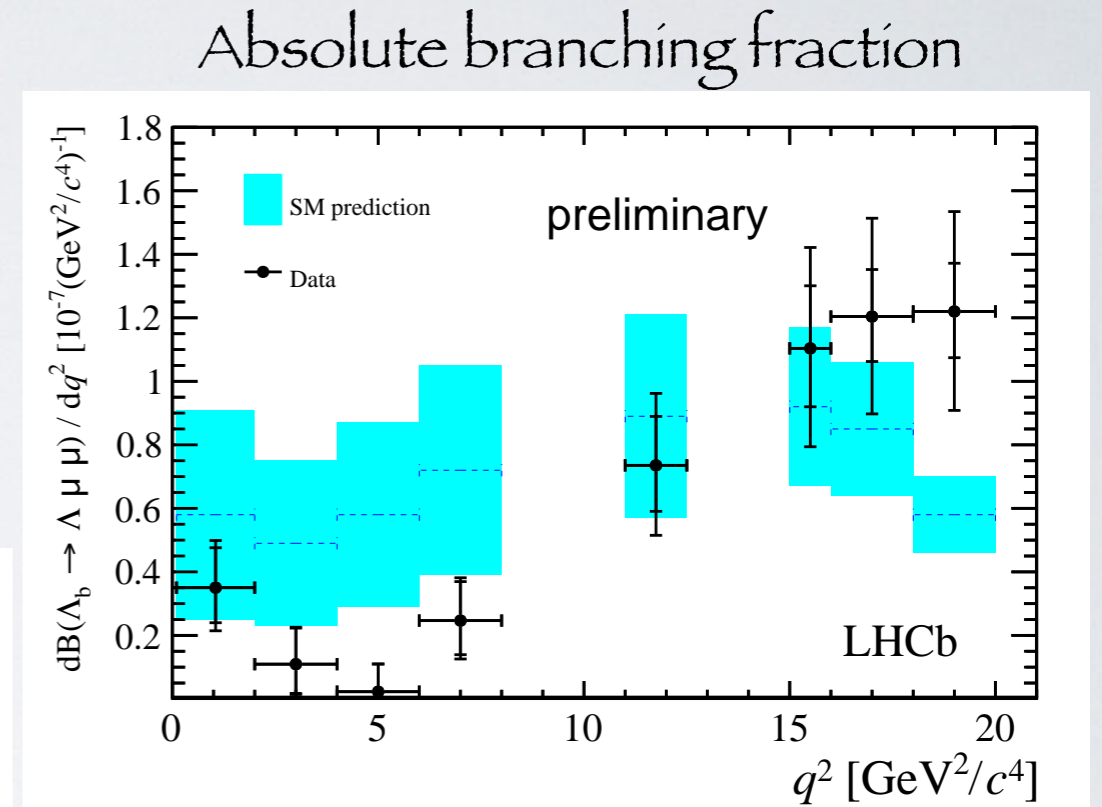 Absolute branching fraction
dB(Λb → Λ μ μ) / dq² [10⁻⁷(GeV²/c⁴)⁻¹]
1.8
1.6
1.4
1.2
1
0.8
0.6
0.4
0.2
SM prediction
Data
preliminary
LHCb
0 5 10 15 20
q² [GeV²/c⁴]